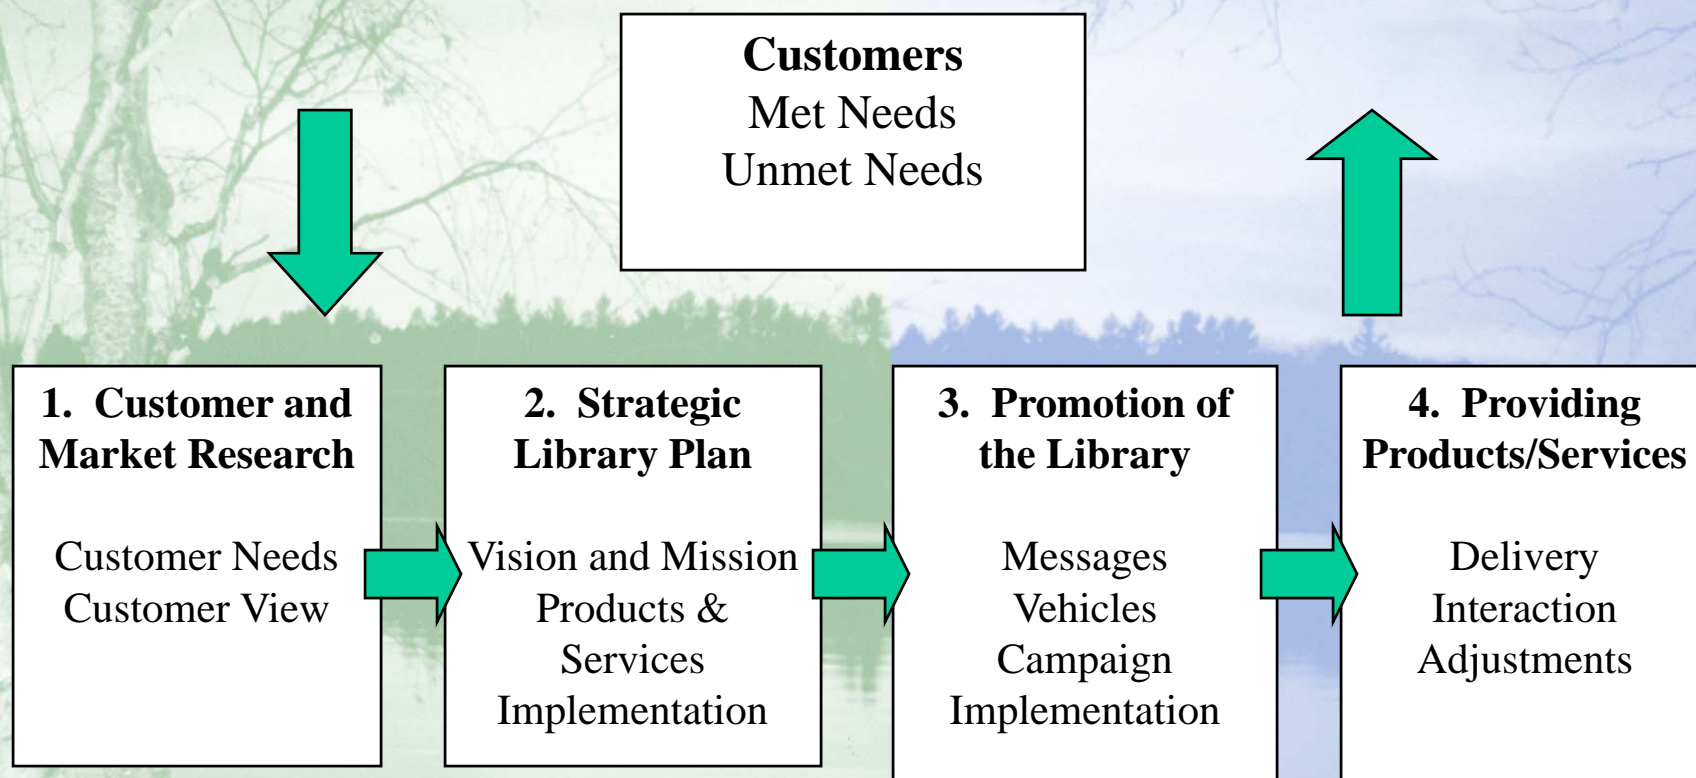 Customers
Met Needs
Unmet Needs
1. Customer and
Market Research
Customer Needs
Customer View
2. Strategic
Library Plan
Vision and Mission
Products &
Services
Implementation
3. Promotion of
the Library
Messages
Vehicles
Campaign
Implementation
4. Providing
Products/Services
Delivery
Interaction
Adjustments